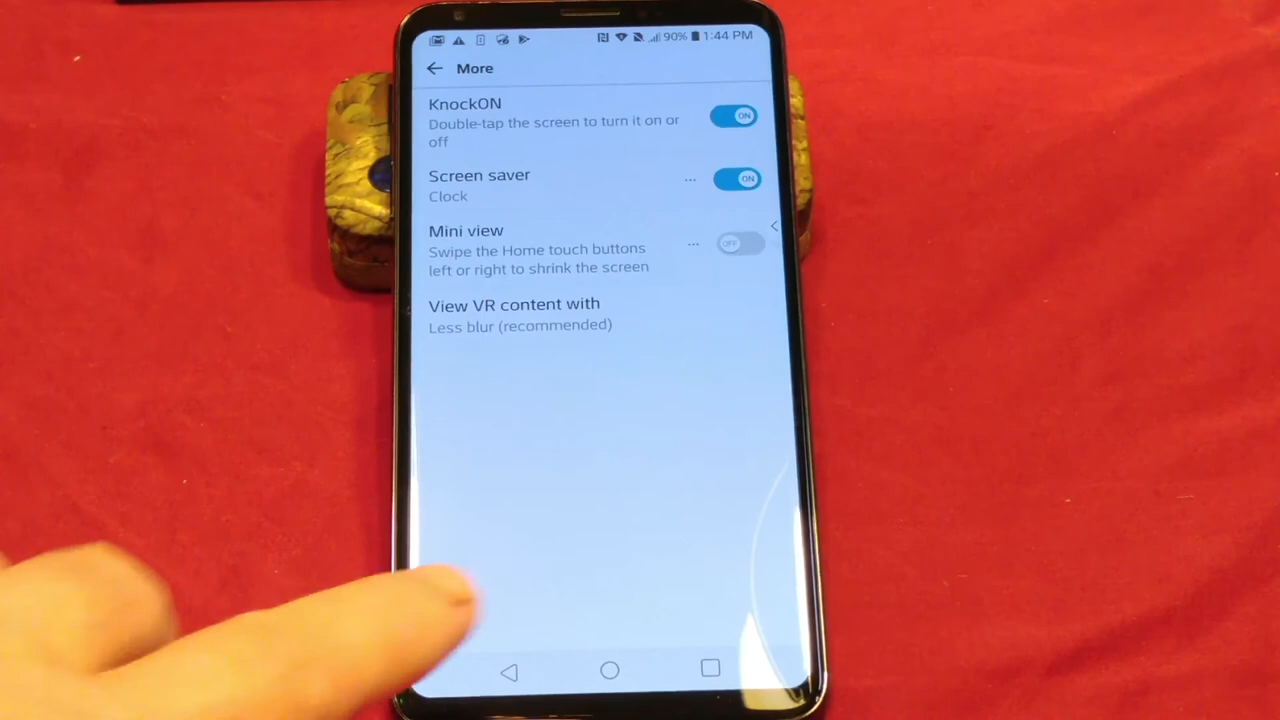 90% 1:44 PM
More
KnockON
Double-tap the screen to turn it on or
off
ON
Screen saver
Clock
ON
Mini view
Swipe the Home touch buttons
left or right to shrink the screen
OFF
View VR content with
Less blur (recommended)